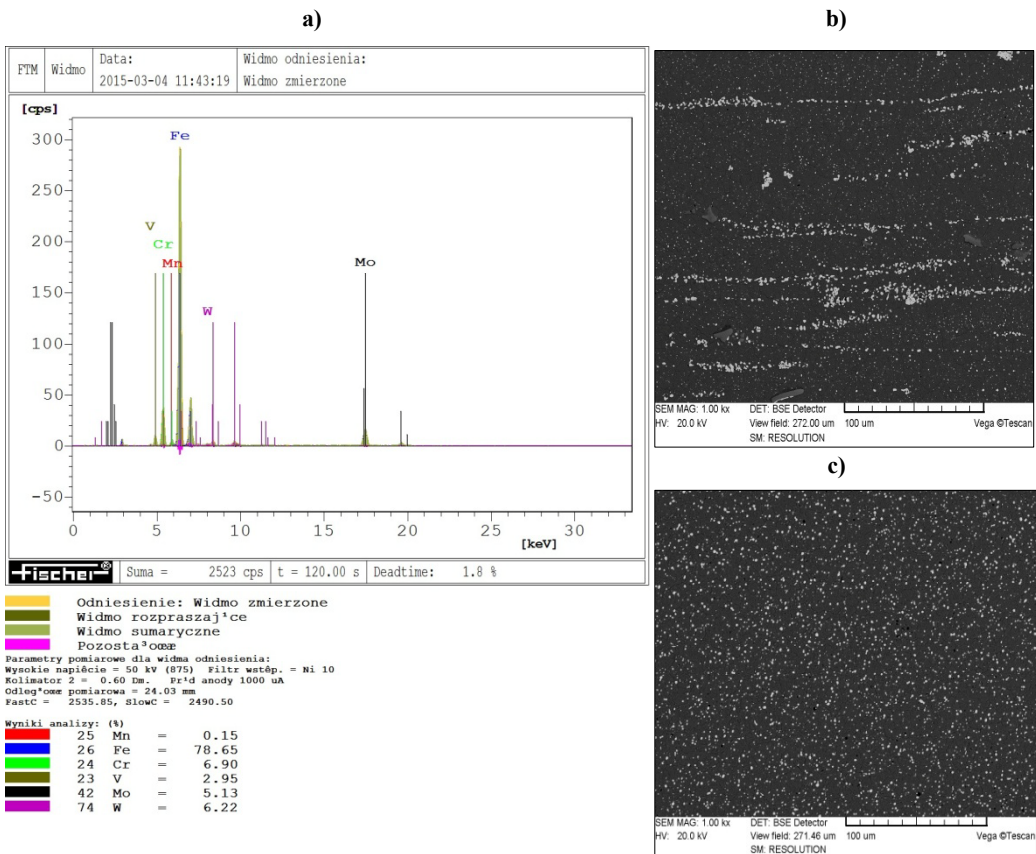 a)
FTM Widmo Data: Widmo odniesienia:
2015-03-04 11:43:19 Widmo zmierzone
[cps]
300
250
200
150
100
50
0
-50
Fe
V
Cr
Mn
W
Mo
0 5 10 15 20 25 30
[keV]
fischer® Suma = 2523 cps t = 120.00 s Deadtime: 1.8 %
Odniesienie: Widmo zmierzone
Widmo rozpraszaj¹ce
Widmo sumaryczne
Pozosta³oœæ
Parametry pomiarowe dla widma odniesienia:
Wysokie napiêcie = 50 kV (875) Filtr wstêp. = Ni 10
Kolimator 2 = 0.60 Dm. Pr¹d anody 1000 uA
Odleg³oœæ pomiarowa = 24.03 mm
FastC = 2535.85, SlowC = 2490.50
Wyniki analizy: (%)
25 Mn = 0.15
26 Fe = 78.65
24 Cr = 6.90
23 V = 2.95
42 Mo = 5.13
74 W = 6.22
b)
SEM MAG: 1.00 kx DET: BSE Detector
HV: 20.0 kV View field: 272.00 um 100 um Vega ©Tescan
SM: RESOLUTION
c)
SEM MAG: 1.00 kx DET: BSE Detector
HV: 20.0 kV View field: 271.46 um 100 um Vega ©Tescan
SM: RESOLUTION